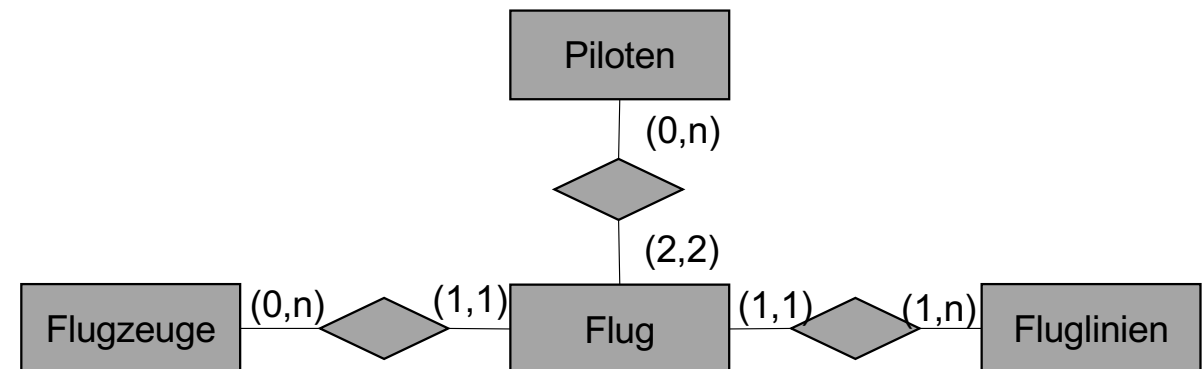 Piloten
(0,n)
(2,2)
Flugzeuge (0,n) (1,1) Flug (1,1) (1,n) Fluglinien